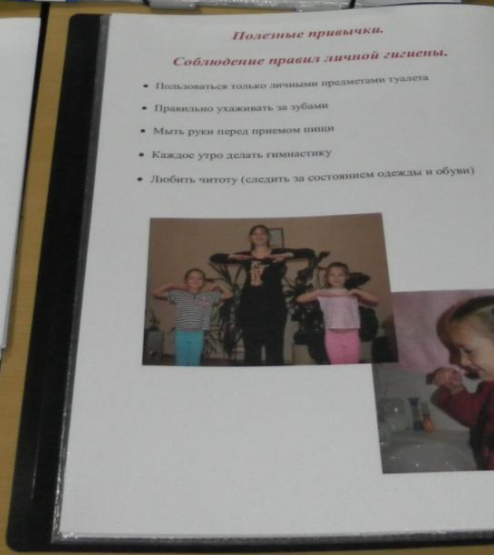 Полезные привычки.
Соблюдение правил личной гигиены.
• Пользоваться только личными предметами туалета
• Правильно ухаживать за зубами
• Мыть руки перед приемом пищи
• Каждое утро делать гимнастику
• Любить читоту (следить за состоянием одежды и обуви)